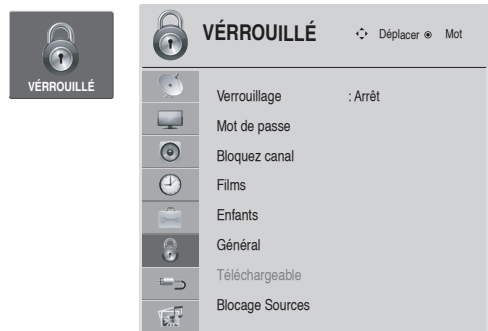 VÉRROUILLÉ
VÉRROUILLÉ Déplacer Mot
Verrouillage : Arrêt
Mot de passe
Bloquez canal
Films
Enfants
Général
Téléchargeable
Blocage Sources